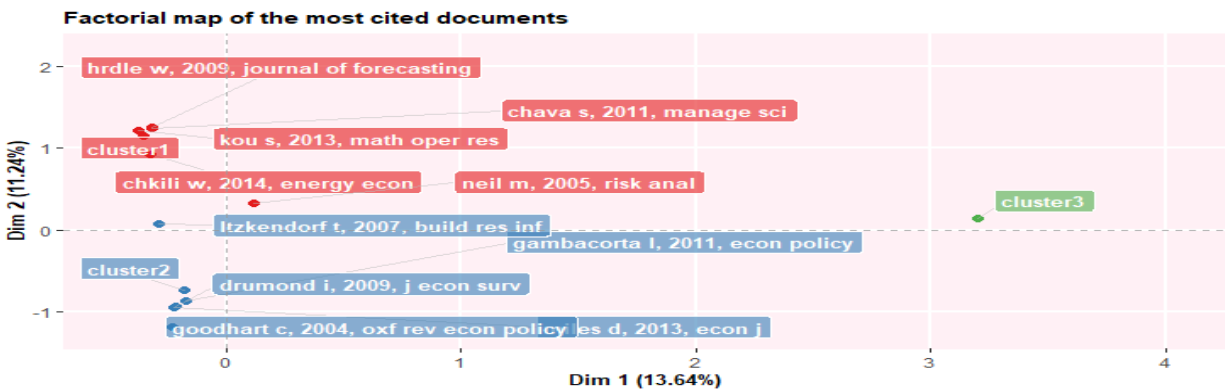 Factorial map of the most cited documents
hrdle w, 2009, journal of forecasting
chava s, 2011, manage sci
kou s, 2013, math oper res
cluster1
chkili w, 2014, energy econ
neil m, 2005, risk anal
cluster3
ltzkendorf t, 2007, build res inf
gambacorta l, 2011, econ policy
cluster2
drumond i, 2009, j econ surv
goodhart c, 2004, oxf rev econ policy
les d, 2013, econ j
2
1
0
-1
0
1
2
3
4
Dim 1 (13.64%)
Dim 2 (11.24%)